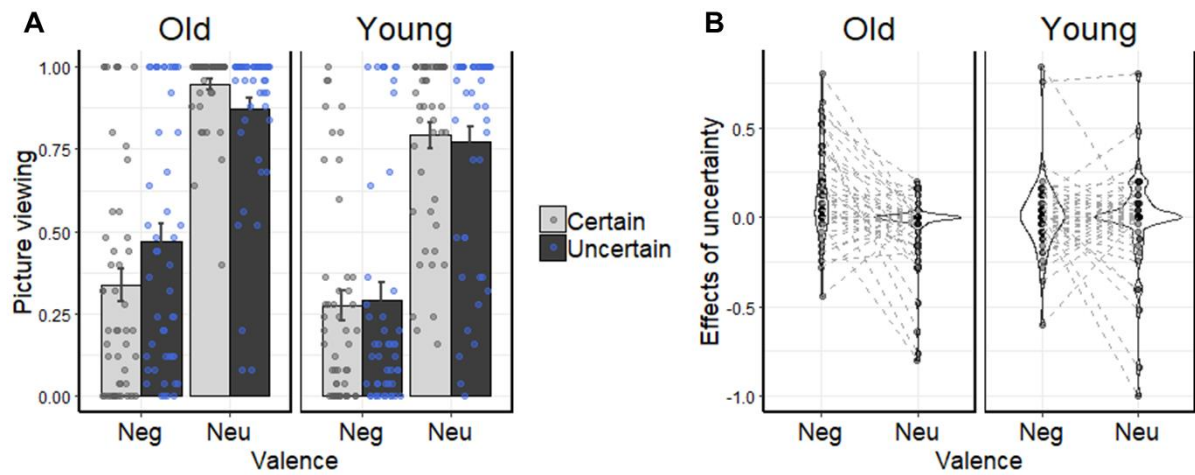 A
Old Young
Picture viewing
1.00
0.75
0.50
0.25
0.00
Neg Neu Neg Neu
Valence
Certain
Uncertain
B
Old Young
Effects of uncertainty
0.5
0.0
-0.5
-1.0
Neg Neu Neg Neu
Valence